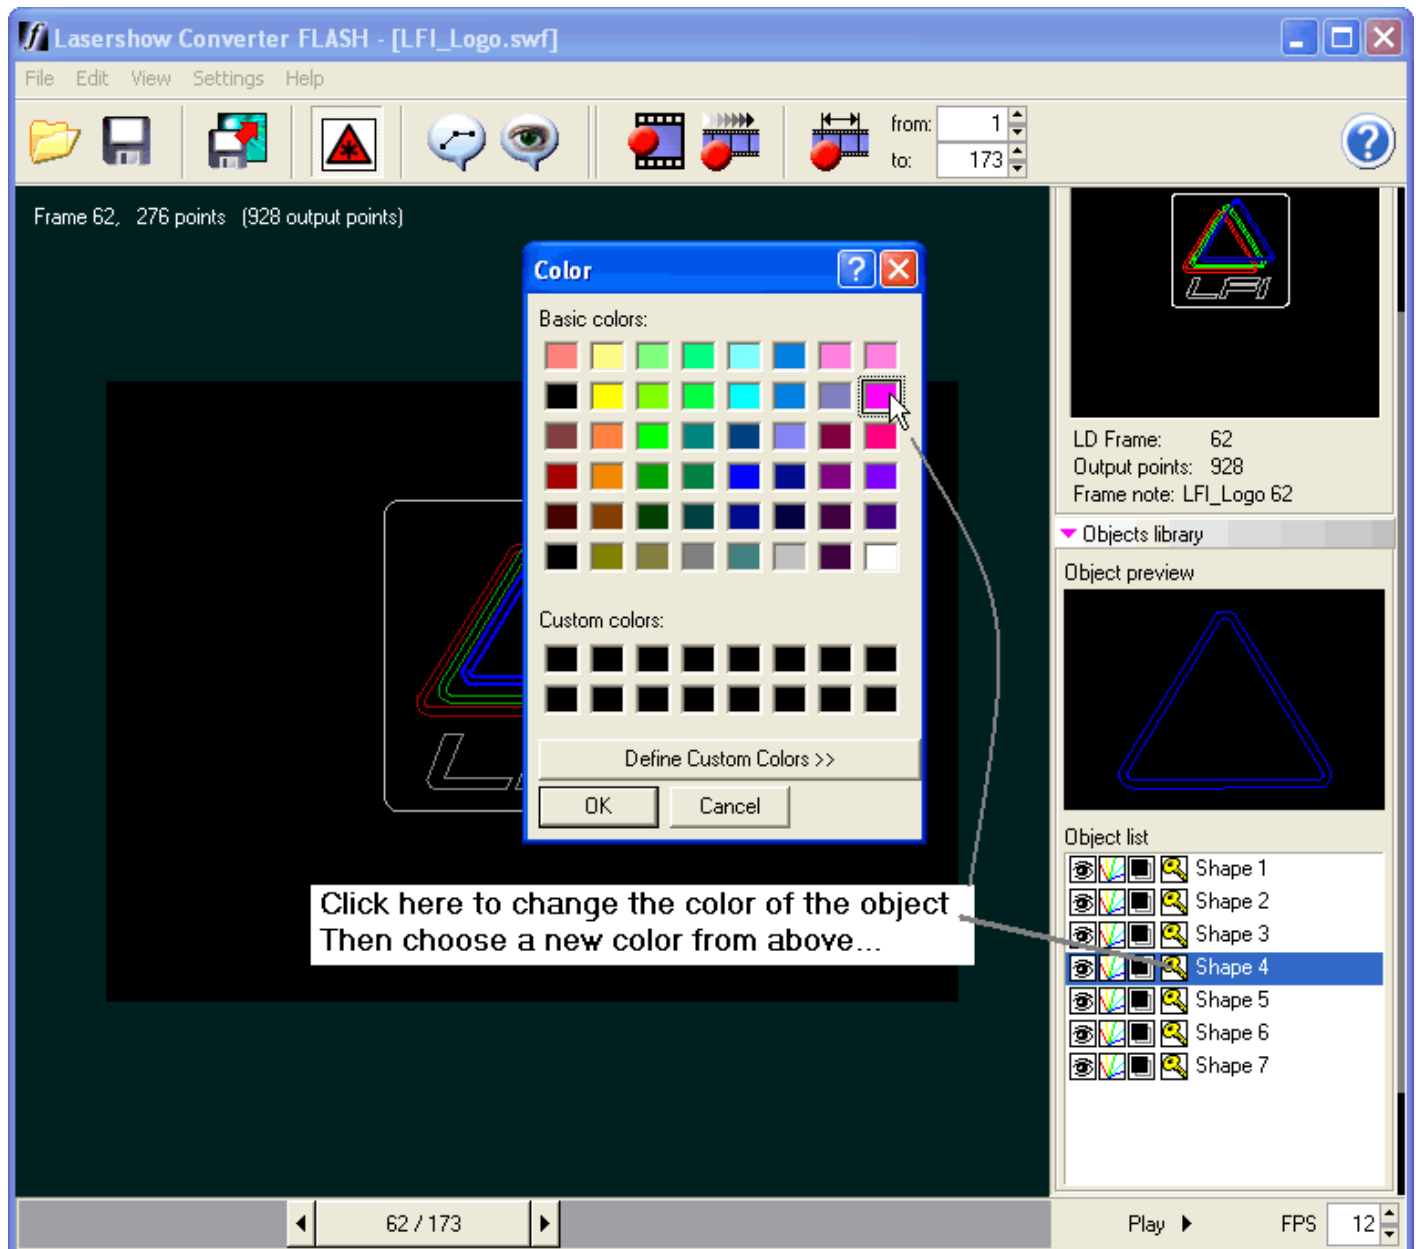 Lasershow Converter FLASH - [LFI_Logo.swf]
File Edit View Settings Help
from: 1
to: 173
Frame 62, 276 points (928 output points)
Color
Basic colors:
Custom colors:
Define Custom Colors >>
OK Cancel
Click here to change the color of the object
Then choose a new color from above...
LFI
LD Frame: 62
Output points: 928
Frame note: LFI_Logo 62
Objects library
Object preview
Object list
Shape 1
Shape 2
Shape 3
Shape 4
Shape 5
Shape 6
Shape 7
62 / 173
Play
FPS 12